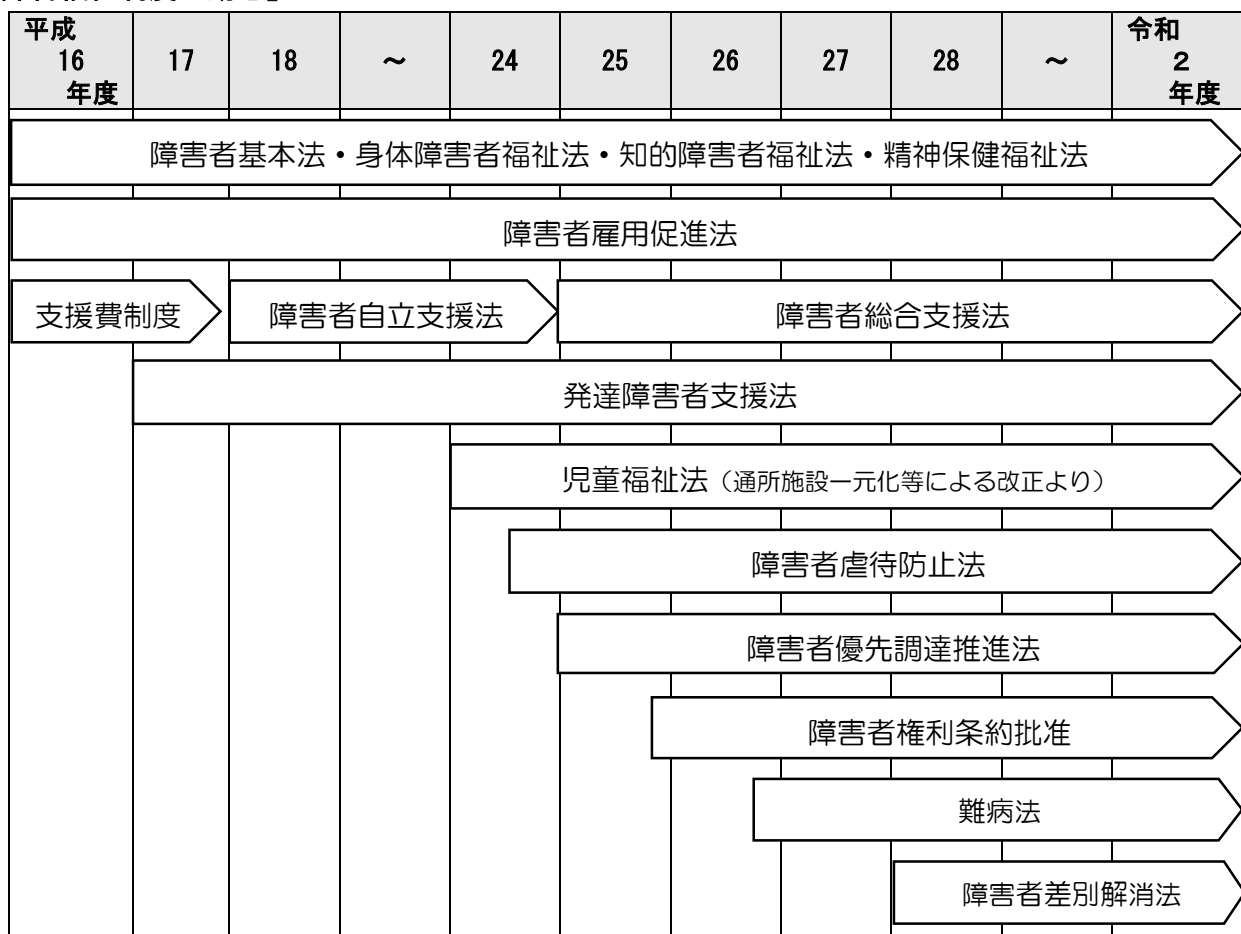 平成
16
年度
17
18
～
24
25
26
27
28
～
令和
２
年度
障害者基本法・身体障害者福祉法・知的障害者福祉法・精神保健福祉法
障害者雇用促進法
支援費制度
障害者自立支援法
障害者総合支援法
発達障害者支援法
児童福祉法（通所施設一元化等による改正より）
障害者虐待防止法
障害者優先調達推進法
障害者権利条約批准
難病法
障害者差別解消法